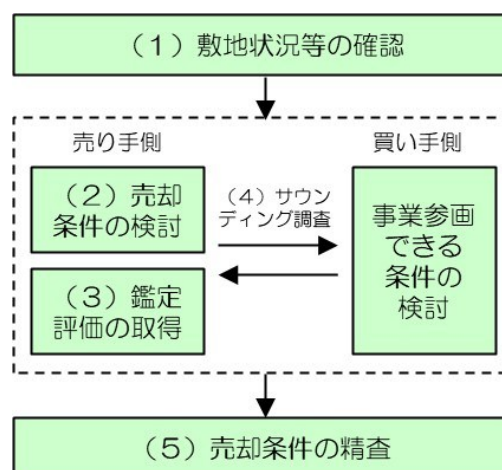 （１）敷地状況等の確認
売り手側
買い手側
（２）売却
条件の検討
（４）サウン
ディング調査
（３）鑑定
評価の取得
事業参画
できる
条件の
検討
（５）売却条件の精査